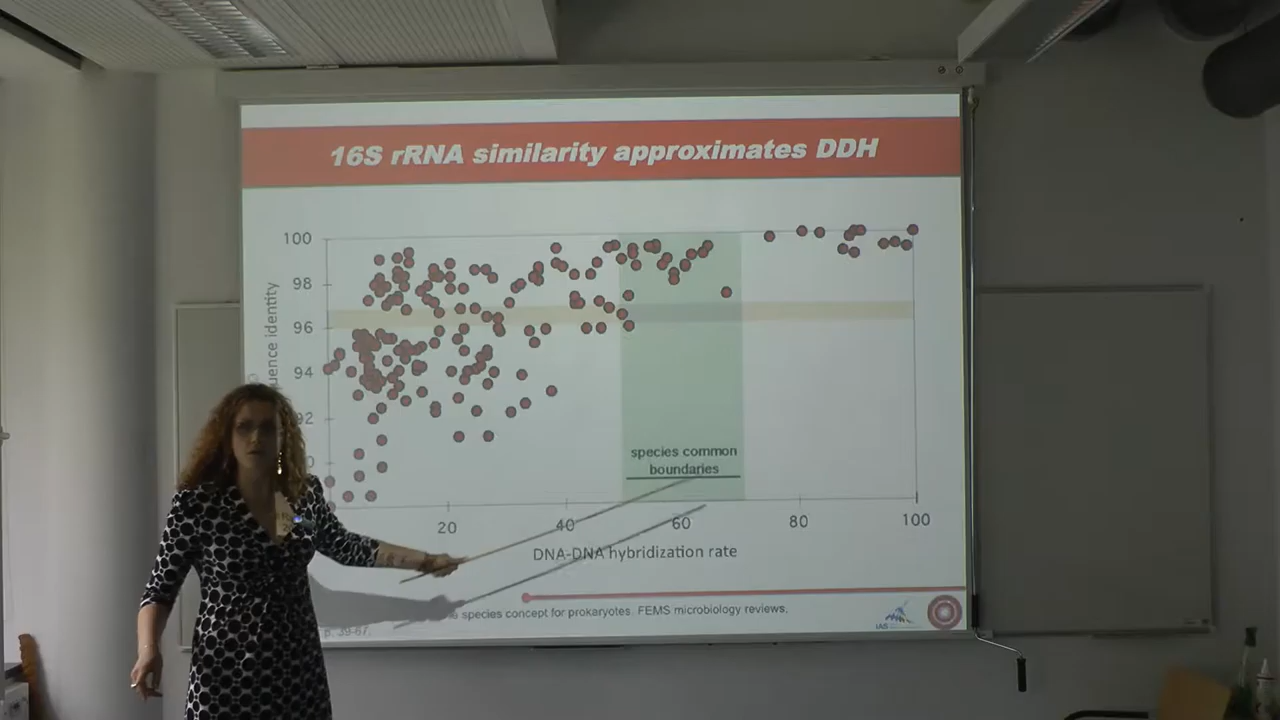 16S rRNA similarity approximates DDH
100
98
96
94
92
20
40
60
80
100
uence identity
species common
boundaries
DNA-DNA hybridization rate
species concept for prokaryotes. FEMS microbiology reviews.
p. 39-67.
IAS